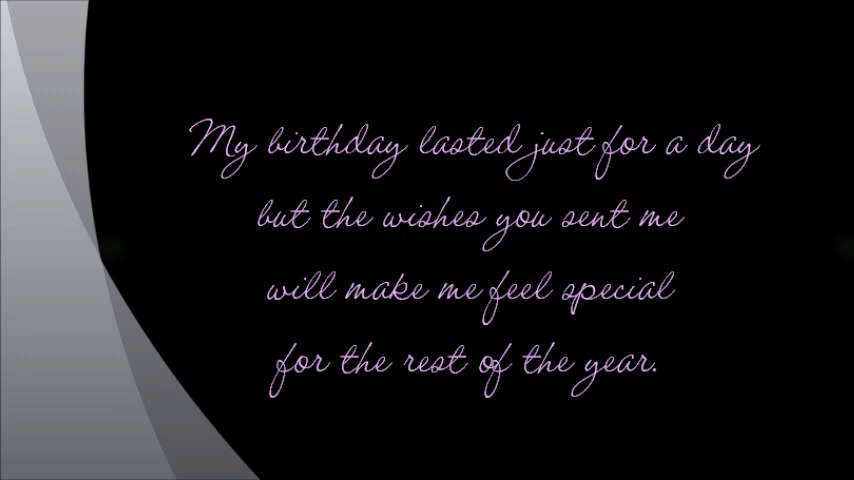 My birthday lasted just for a day
but the wishes you sent me
will make me feel special
for the rest of the year.